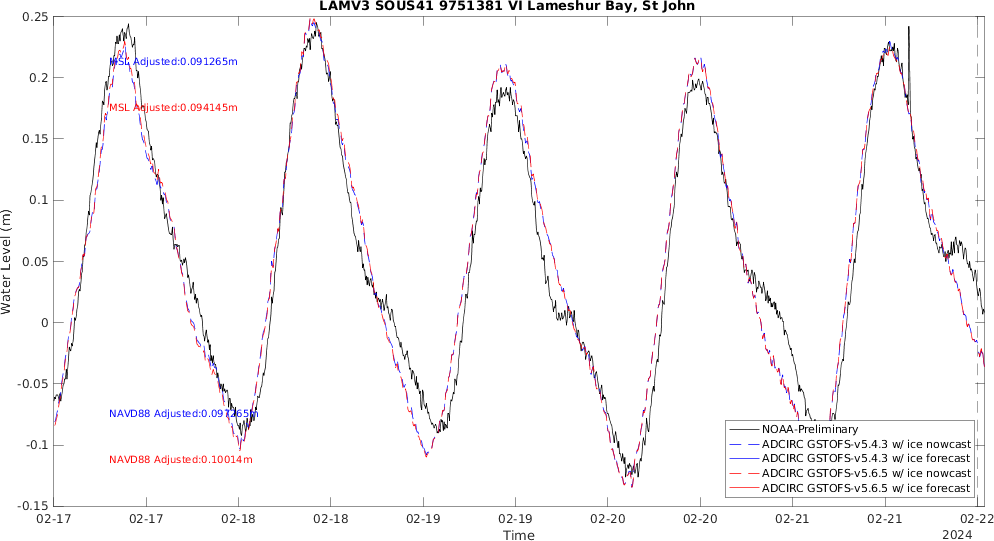 LAMV3 SOUS41 9751381 VI Lameshur Bay, St John
0.25
0.2
0.15
0.1
0.05
0
-0.05
-0.1
-0.15
Water Level (m)
MSL Adjusted:0.091265m
MSL Adjusted:0.094145m
NAVD88 Adjusted:0.097265m
NAVD88 Adjusted:0.10014m
NOAA-Preliminary
ADCIRC GSTOFS-v5.4.3 w/ ice nowcast
ADCIRC GSTOFS-v5.4.3 w/ ice forecast
ADCIRC GSTOFS-v5.6.5 w/ ice nowcast
ADCIRC GSTOFS-v5.6.5 w/ ice forecast
02-17 02-17 02-18 02-18 02-19 02-19 02-20 02-20 02-21 02-21 02-22
Time 2024